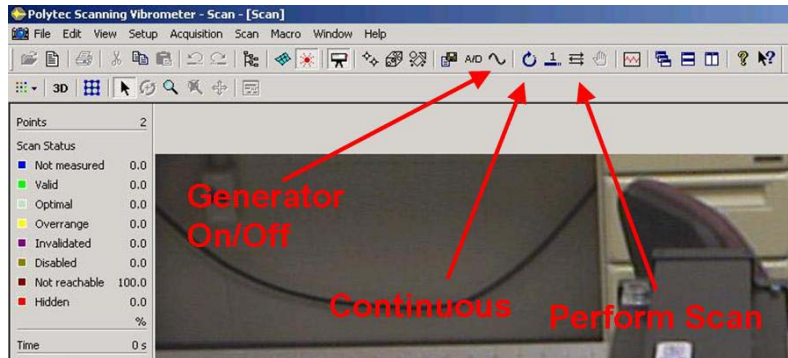 Polytec Scanning Vibrometer - Scan - [Scan]
File Edit View Setup Acquisition Scan Macro Window Help
A/D 1.. ? ?
3D
Points 2
Scan Status
Not measured 0.0
Valid 0.0
Optimal 0.0
Overrange 0.0
Invalidated 0.0
Disabled 0.0
Not reachable 100.0
Hidden 0.0
%
Time 0 s
Generator
On/Off
Continuous
Perform Scan